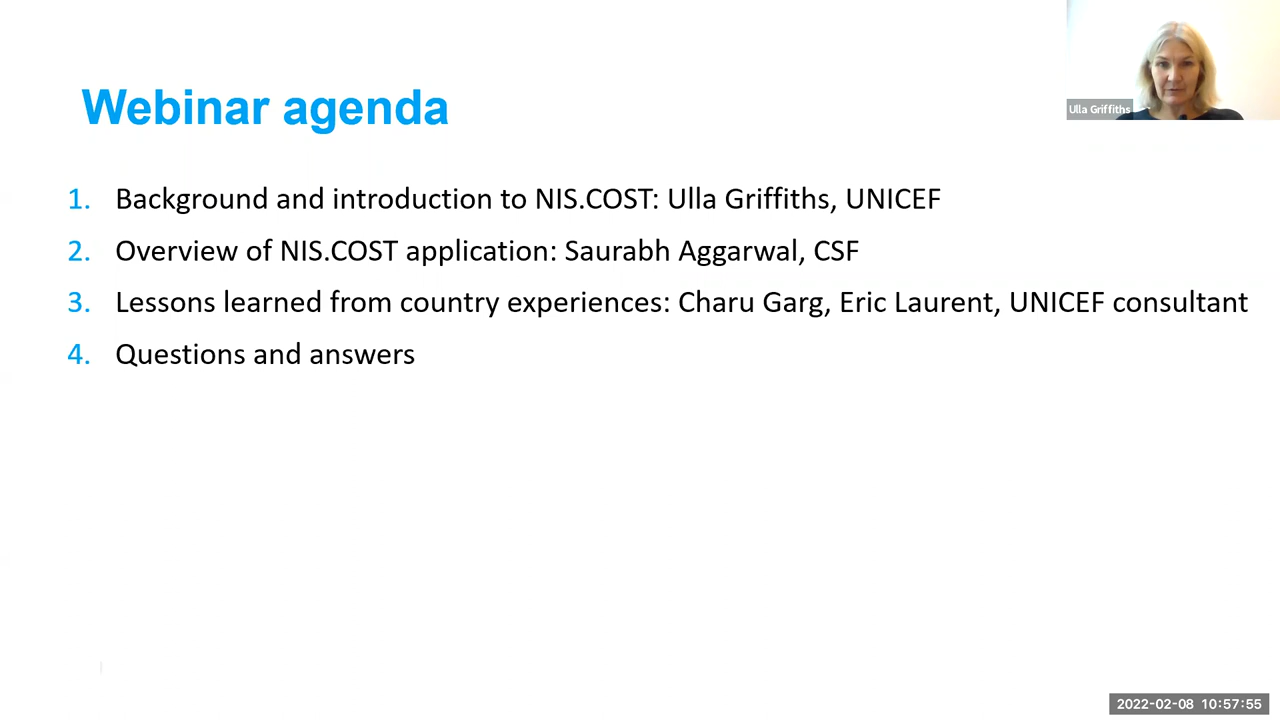 Webinar agenda
Ulla Griffiths
1. Background and introduction to NIS.COST: Ulla Griffiths, UNICEF
2. Overview of NIS.COST application: Saurabh Aggarwal, CSF
3. Lessons learned from country experiences: Charu Garg, Eric Laurent, UNICEF consultant
4. Questions and answers
2022-02-08 10:57:55